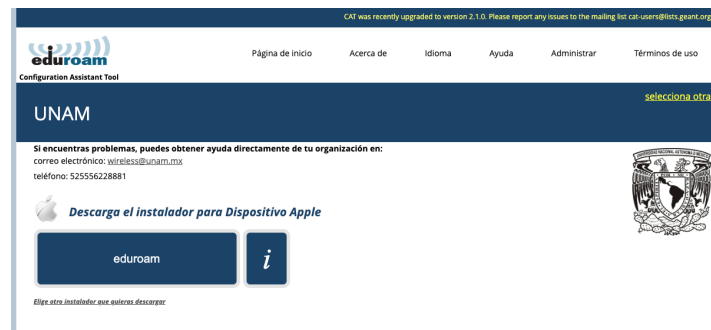 CAT was recently upgraded to version 2.1.0. Please report any issues to the mailing list cat-users@lists.geant.org
eduroam
Configuration Assistant Tool
Página de inicio
Acerca de
Idioma
Ayuda
Administrar
Términos de uso
selecciona otra
UNAM
Si encuentras problemas, puedes obtener ayuda directamente de tu organización en:
correo electrónico: wireless@unam.mx
teléfono: 525556228881
Descarga el instalador para Dispositivo Apple
eduroam
i
Elige otro instalador que quieras descargar